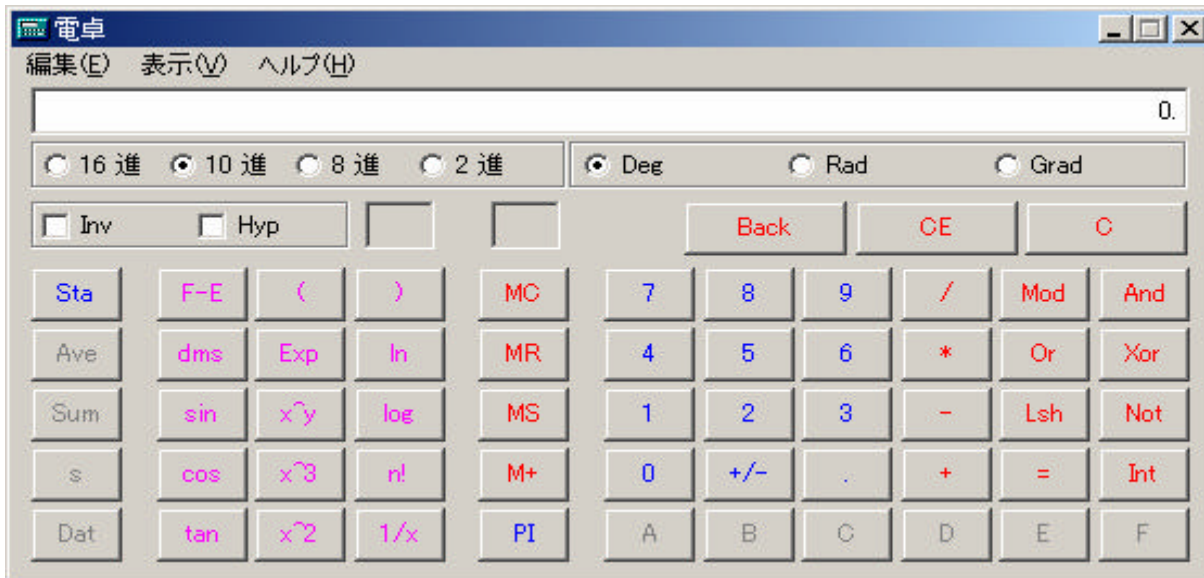 電卓
編集(E) 表示(V) ヘルプ(H)
0.
16 進 10 進 8 進 2 進 Deg Rad Grad
Inv Hyp Back CE C
Sta F-E ( ) MC 7 8 9 / Mod And
Ave dms Exp ln MR 4 5 6 * Or Xor
Sum sin x^y log MS 1 2 3 - Lsh Not
s cos x^3 n! M+ 0 +/- . + = Int
Dat tan x^2 1/x PI A B C D E F